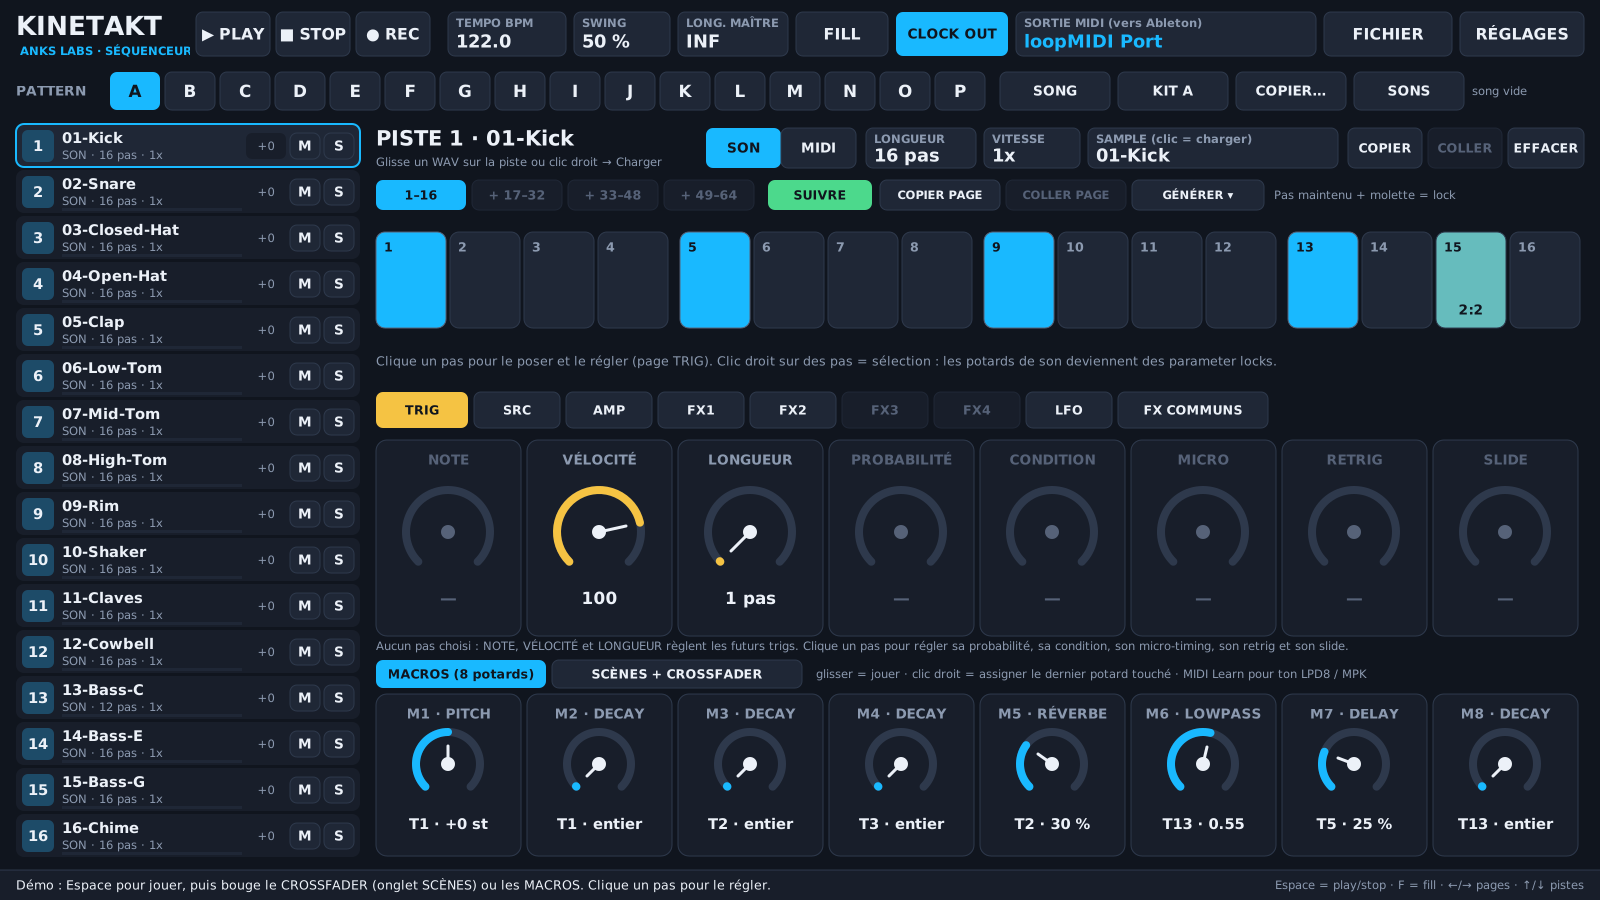 KINETAKT
ANKS LABS · SÉQUENCEUR
▶ PLAY
■ STOP
● REC
TEMPO BPM
122.0
SWING
50 %
LONG. MAÎTRE
INF
FILL
CLOCK OUT
SORTIE MIDI (vers Ableton)
loopMIDI Port
FICHIER
RÉGLAGES
PATTERN
A B C D E F G H I J K L M N O P
SONG
KIT A
COPIER...
SONS
song vide
1 01-Kick +0 M S
SON · 16 pas · 1x
2 02-Snare +0 M S
SON · 16 pas · 1x
3 03-Closed-Hat +0 M S
SON · 16 pas · 1x
4 04-Open-Hat +0 M S
SON · 16 pas · 1x
5 05-Clap +0 M S
SON · 16 pas · 1x
6 06-Low-Tom +0 M S
SON · 16 pas · 1x
7 07-Mid-Tom +0 M S
SON · 16 pas · 1x
8 08-High-Tom +0 M S
SON · 16 pas · 1x
9 09-Rim +0 M S
SON · 16 pas · 1x
10 10-Shaker +0 M S
SON · 16 pas · 1x
11 11-Claves +0 M S
SON · 16 pas · 1x
12 12-Cowbell +0 M S
SON · 16 pas · 1x
13 13-Bass-C +0 M S
SON · 12 pas · 1x
14 14-Bass-E +0 M S
SON · 16 pas · 1x
15 15-Bass-G +0 M S
SON · 16 pas · 1x
16 16-Chime +0 M S
SON · 16 pas · 1x
PISTE 1 · 01-Kick
Glisse un WAV sur la piste ou clic droit → Charger
SON
MIDI
LONGUEUR
16 pas
VITESSE
1x
SAMPLE (clic = charger)
01-Kick
COPIER
COLLER
EFFACER
1–16
+ 17–32
+ 33–48
+ 49–64
SUIVRE
COPIER PAGE
COLLER PAGE
GÉNÉRER ▾
Pas maintenu + molette = lock
1 2 3 4 5 6 7 8 9 10 11 12 13 14 15 16
2:2
Clique un pas pour le poser et le régler (page TRIG). Clic droit sur des pas = sélection : les potards de son deviennent des parameter locks.
TRIG
SRC
AMP
FX1
FX2
FX3
FX4
LFO
FX COMMUNS
NOTE
—
VÉLOCITÉ
100
LONGUEUR
1 pas
PROBABILITÉ
—
CONDITION
—
MICRO
—
RETRIG
—
SLIDE
—
Aucun pas choisi : NOTE, VÉLOCITÉ et LONGUEUR règlent les futurs trigs. Clique un pas pour régler sa probabilité, sa condition, son micro-timing, son retrig et son slide.
MACROS (8 potards)
SCÈNES + CROSSFADER
glisser = jouer · clic droit = assigner le dernier potard touché · MIDI Learn pour ton LPD8 / MPK
M1 · PITCH
T1 · +0 st
M2 · DECAY
T1 · entier
M3 · DECAY
T2 · entier
M4 · DECAY
T3 · entier
M5 · RÉVERBE
T2 · 30 %
M6 · LOWPASS
T13 · 0.55
M7 · DELAY
T5 · 25 %
M8 · DECAY
T13 · entier
Démo : Espace pour jouer, puis bouge le CROSSFADER (onglet SCÈNES) ou les MACROS. Clique un pas pour le régler.
Espace = play/stop · F = fill · ←/→ pages · ↑/↓ pistes